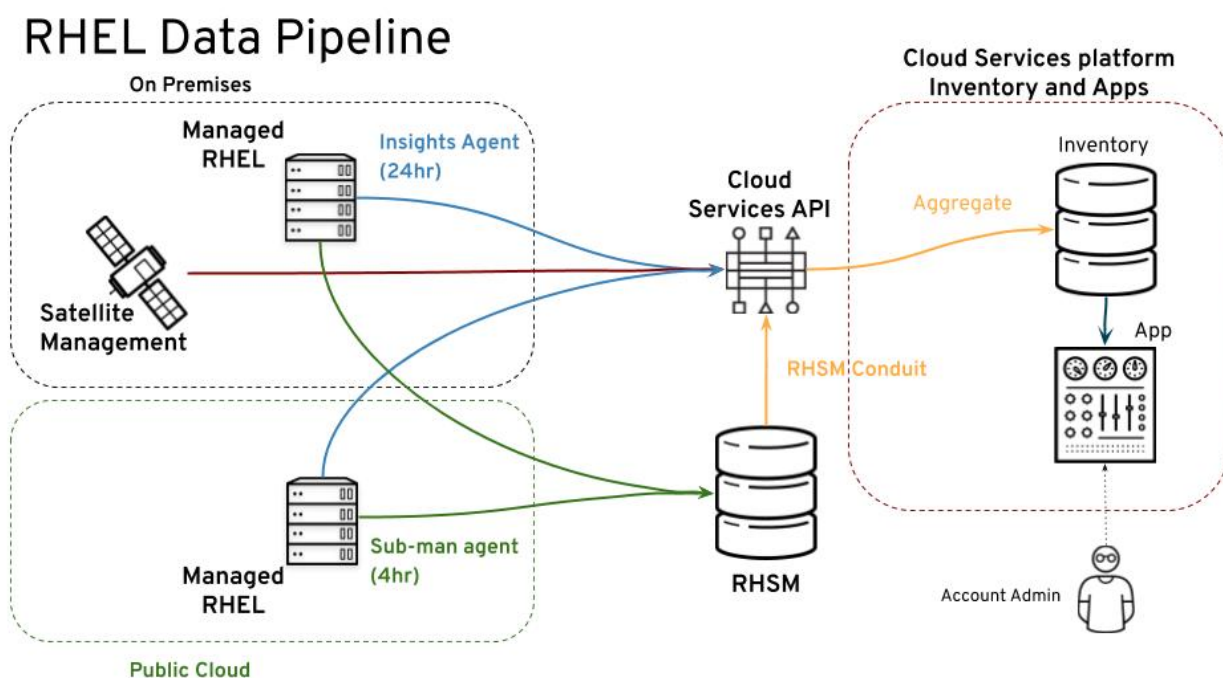 RHEL Data Pipeline
On Premises
Managed
RHEL
Insights Agent
(24hr)
Satellite
Management
Cloud
Services API
Cloud Services platform
Inventory and Apps
Inventory
Aggregate
App
RHSM Conduit
Managed
RHEL
Sub-man agent
(4hr)
RHSM
Account Admin
Public Cloud